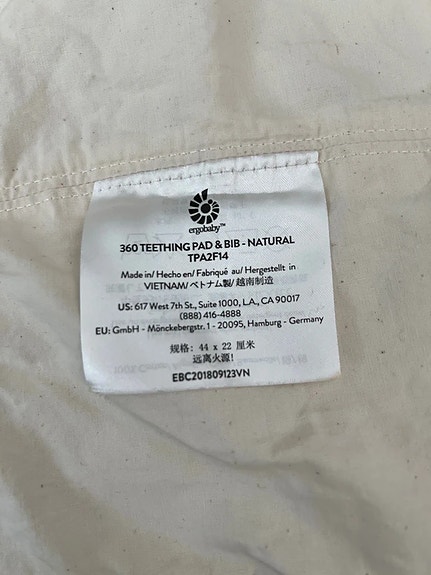 ergobaby™
360 TEETHING PAD & BIB - NATURAL
TPA2F14
Made in/ Hecho en/ Fabriqué au/ Hergestellt in
VIETNAM/ ベトナム製/ 越南制造
US: 617 West 7th St., Suite 1000, L.A., CA 90017
(888) 416-4888
EU: GmbH - Mönckebergstr. 1 - 20095, Hamburg - Germany
规格: 44 x 22 厘米
远离火源!
EBC201809123VN